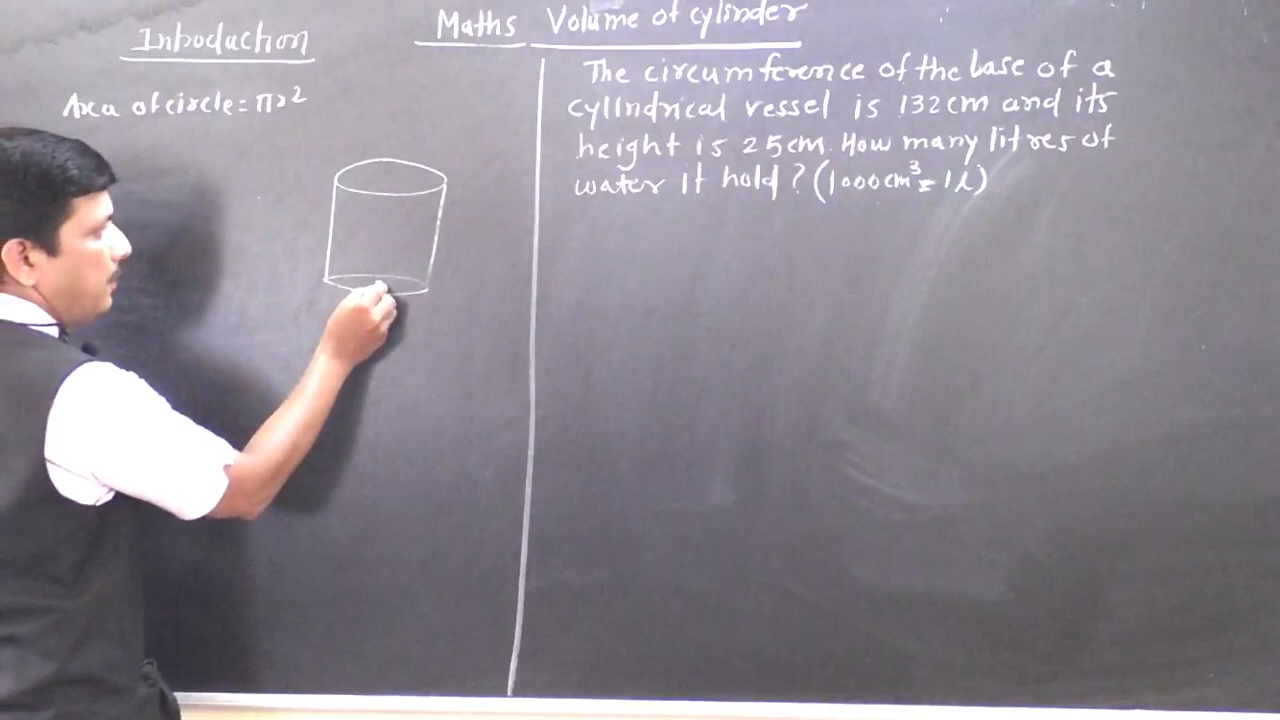 Maths Volume of cylinder
Introduction
Area of circle = πr²
The circumference of the base of a
cylindrical vessel is 132cm and its
height is 25cm. How many litres of
water it hold? (1000cm³ = 1l)